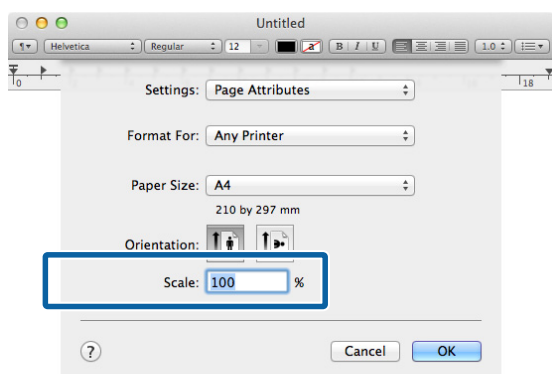 Untitled
Helvetica Regular 12 a B I U 1.0
0 18
Settings: Page Attributes
Format For: Any Printer
Paper Size: A4
210 by 297 mm
Orientation:
Scale: 100 %
? Cancel OK